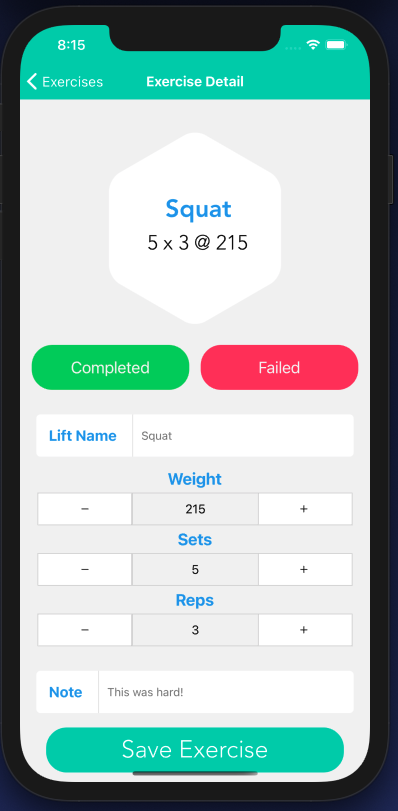 8:15
Exercises
Exercise Detail
Squat
5 x 3 @ 215
Completed
Failed
Lift Name
Squat
Weight
– 215 +
Sets
– 5 +
Reps
– 3 +
Note
This was hard!
Save Exercise